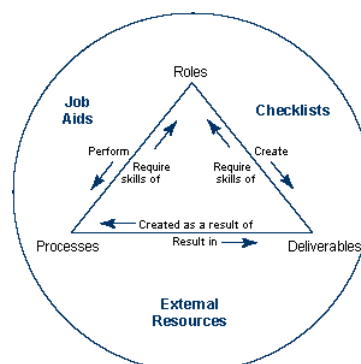 Roles
Job
Aids
Checklists
Perform
Create
Require
skills of
Require
skills of
Created as a result of
Result in
Processes
Deliverables
External
Resources